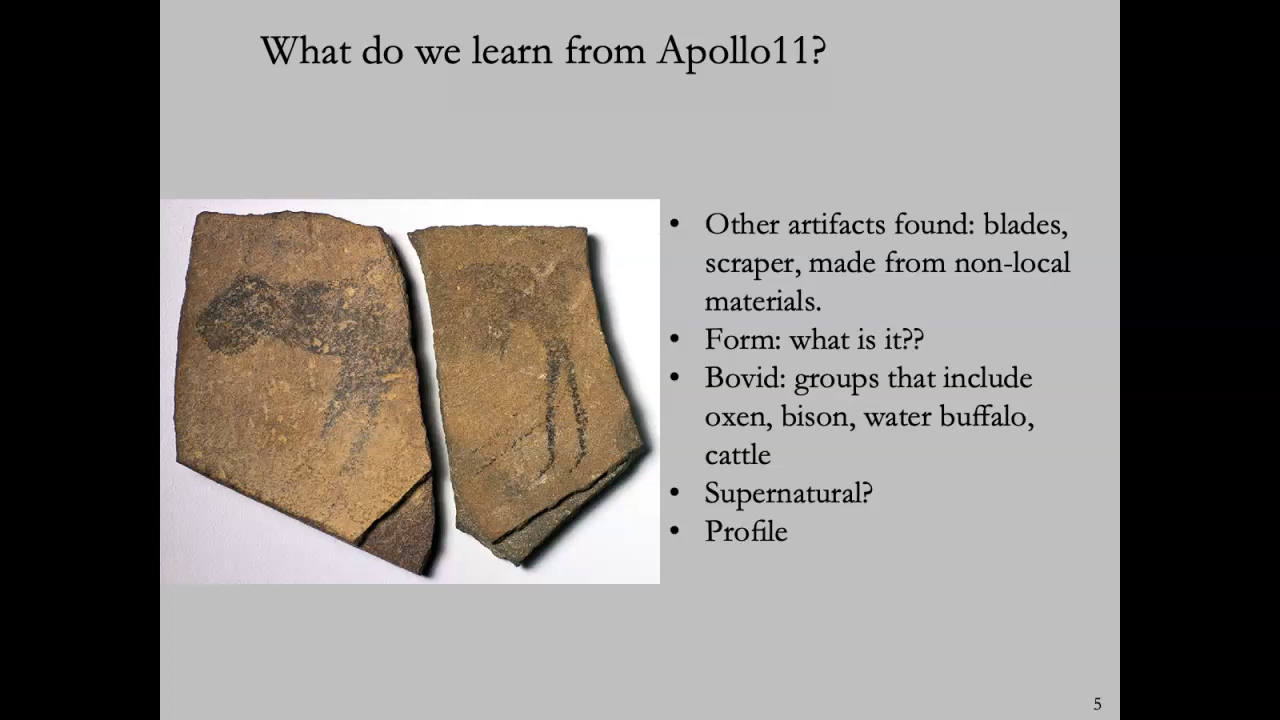 What do we learn from Apollo11?
• Other artifacts found: blades,
scraper, made from non-local
materials.
• Form: what is it??
• Bovid: groups that include
oxen, bison, water buffalo,
cattle
• Supernatural?
• Profile
5